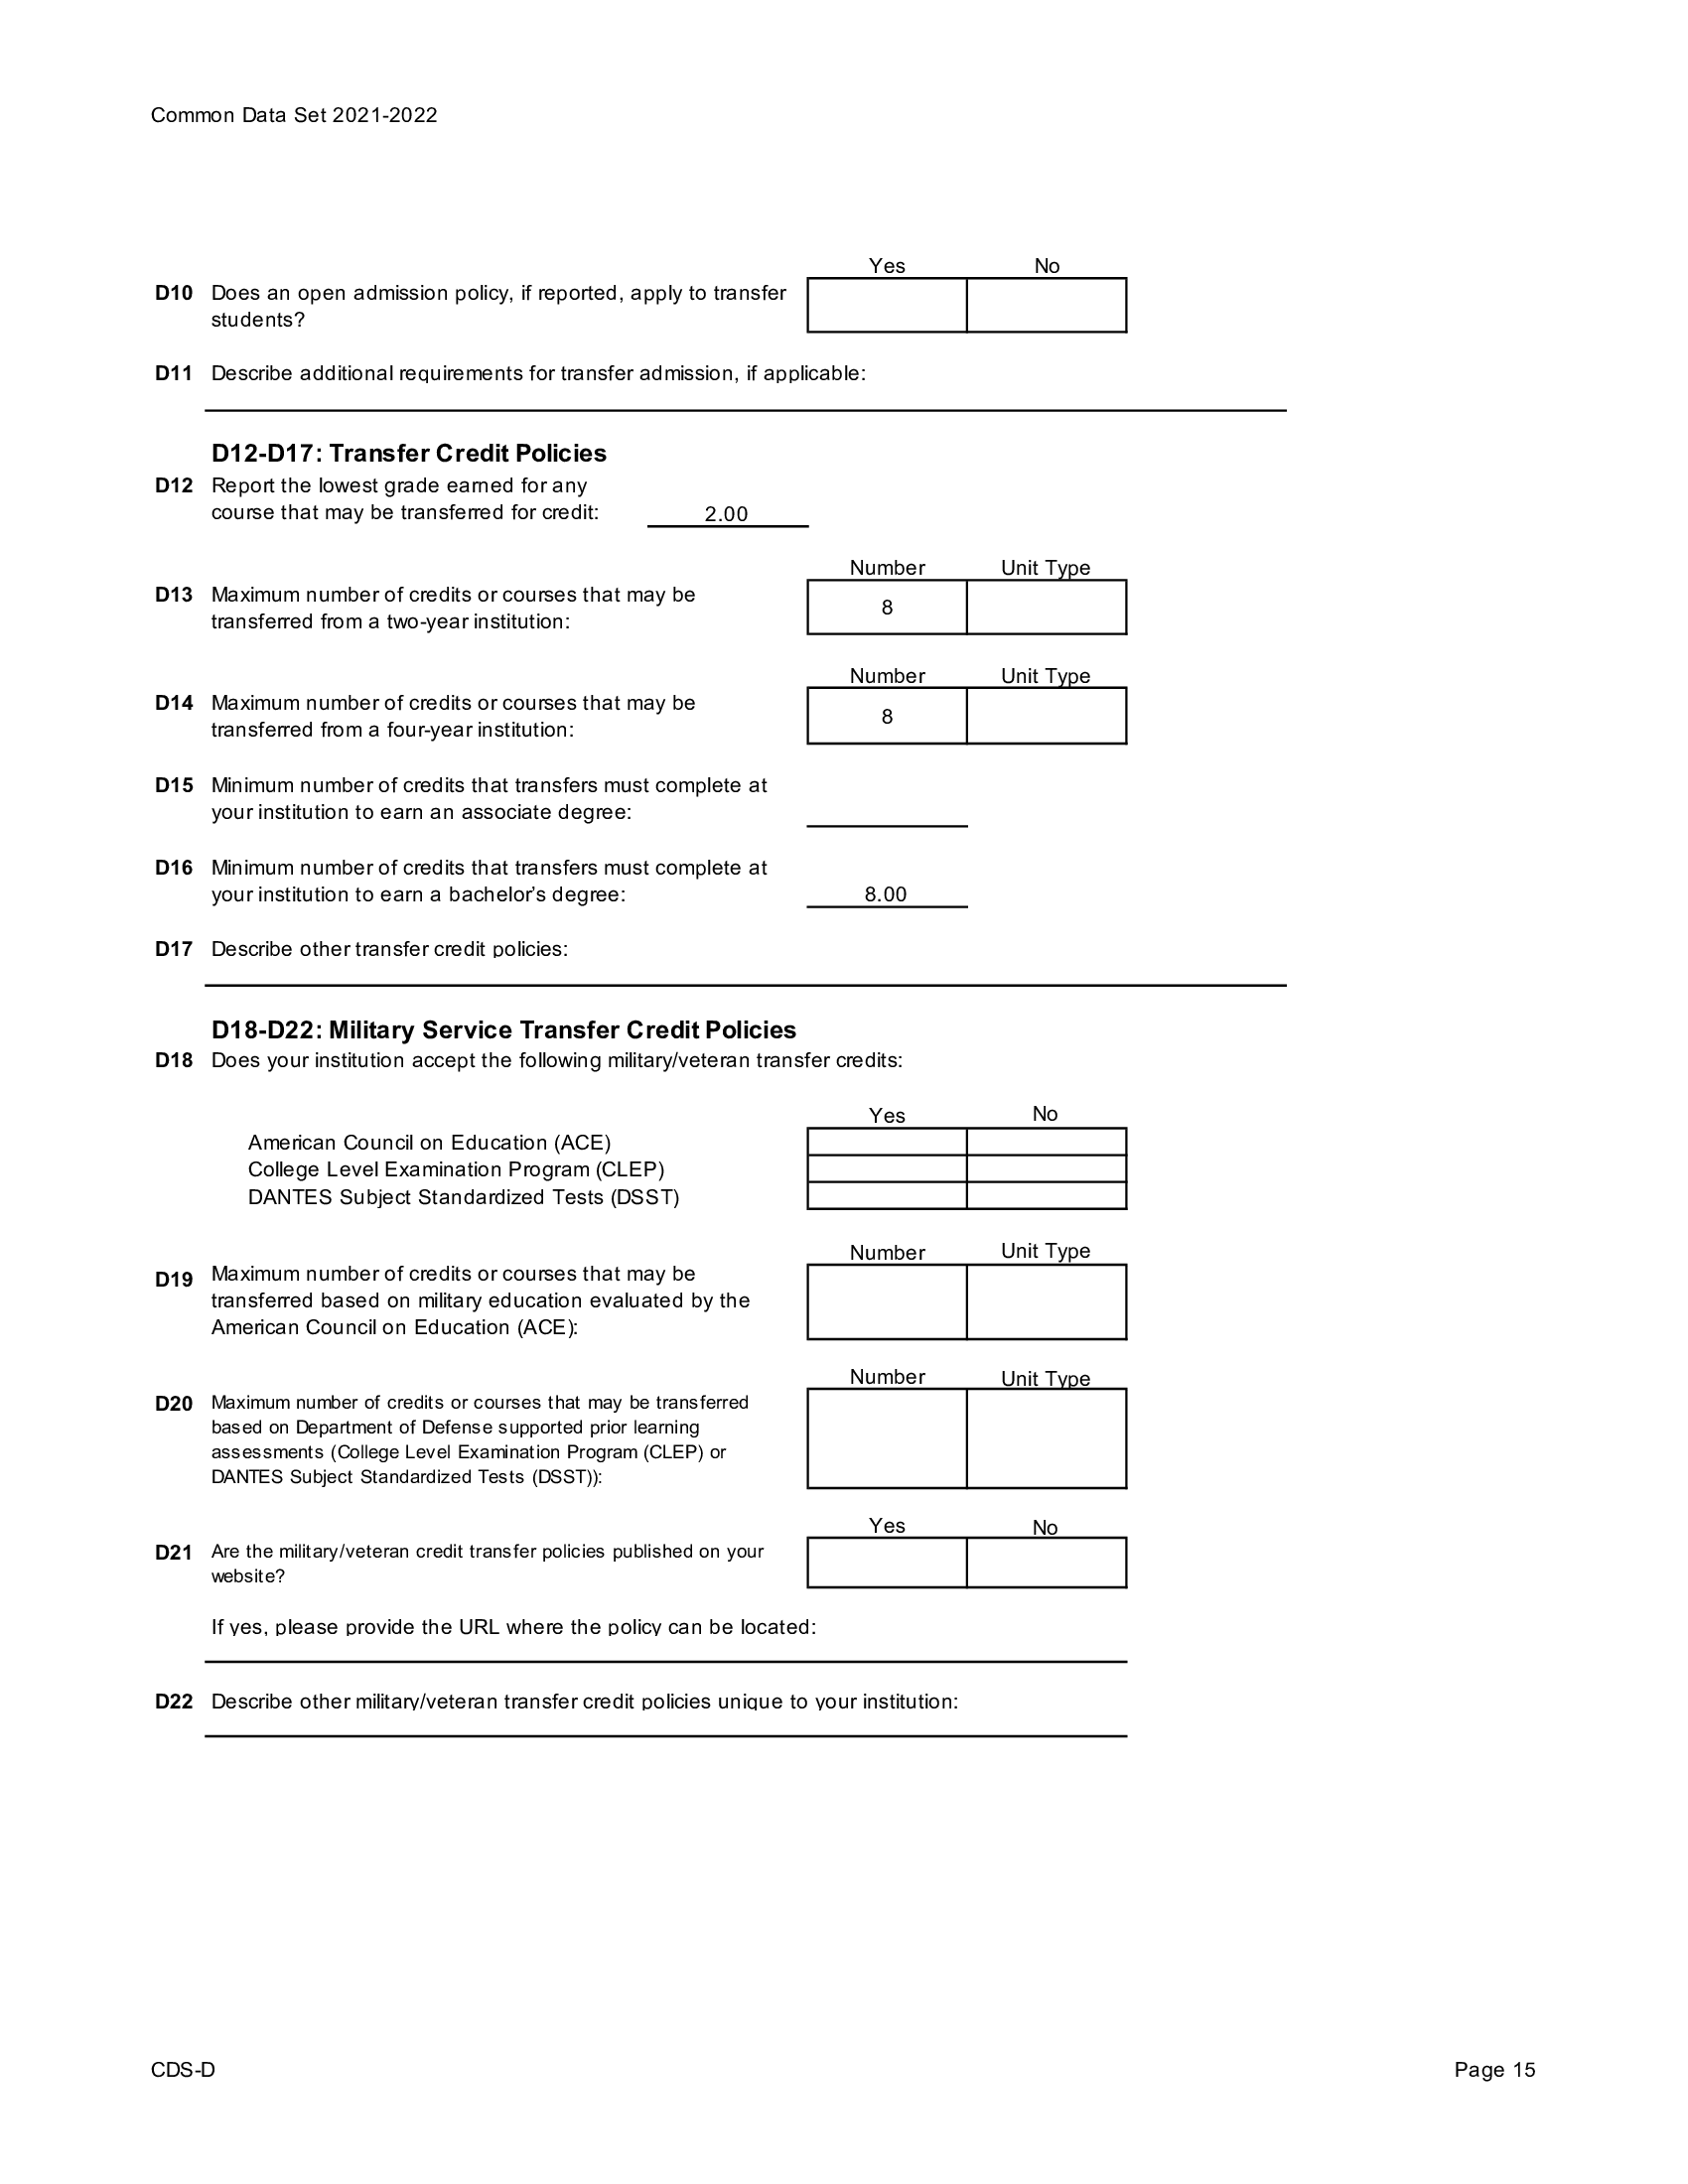 Common Data Set 2021-2022
Yes No
D10 Does an open admission policy, if reported, apply to transfer
students?
D11 Describe additional requirements for transfer admission, if applicable:
D12-D17: Transfer Credit Policies
D12 Report the lowest grade earned for any
course that may be transferred for credit: 2.00
Number Unit Type
D13 Maximum number of credits or courses that may be
transferred from a two-year institution: 8
Number Unit Type
D14 Maximum number of credits or courses that may be
transferred from a four-year institution: 8
D15 Minimum number of credits that transfers must complete at
your institution to earn an associate degree:
D16 Minimum number of credits that transfers must complete at
your institution to earn a bachelor’s degree: 8.00
D17 Describe other transfer credit policies:
D18-D22: Military Service Transfer Credit Policies
D18 Does your institution accept the following military/veteran transfer credits:
Yes No
American Council on Education (ACE)
College Level Examination Program (CLEP)
DANTES Subject Standardized Tests (DSST)
Number Unit Type
D19 Maximum number of credits or courses that may be
transferred based on military education evaluated by the
American Council on Education (ACE):
Number Unit Type
D20 Maximum number of credits or courses that may be transferred
based on Department of Defense supported prior learning
assessments (College Level Examination Program (CLEP) or
DANTES Subject Standardized Tests (DSST)):
Yes No
D21 Are the military/veteran credit transfer policies published on your
website?
If yes, please provide the URL where the policy can be located:
D22 Describe other military/veteran transfer credit policies unique to your institution:
CDS-D Page 15